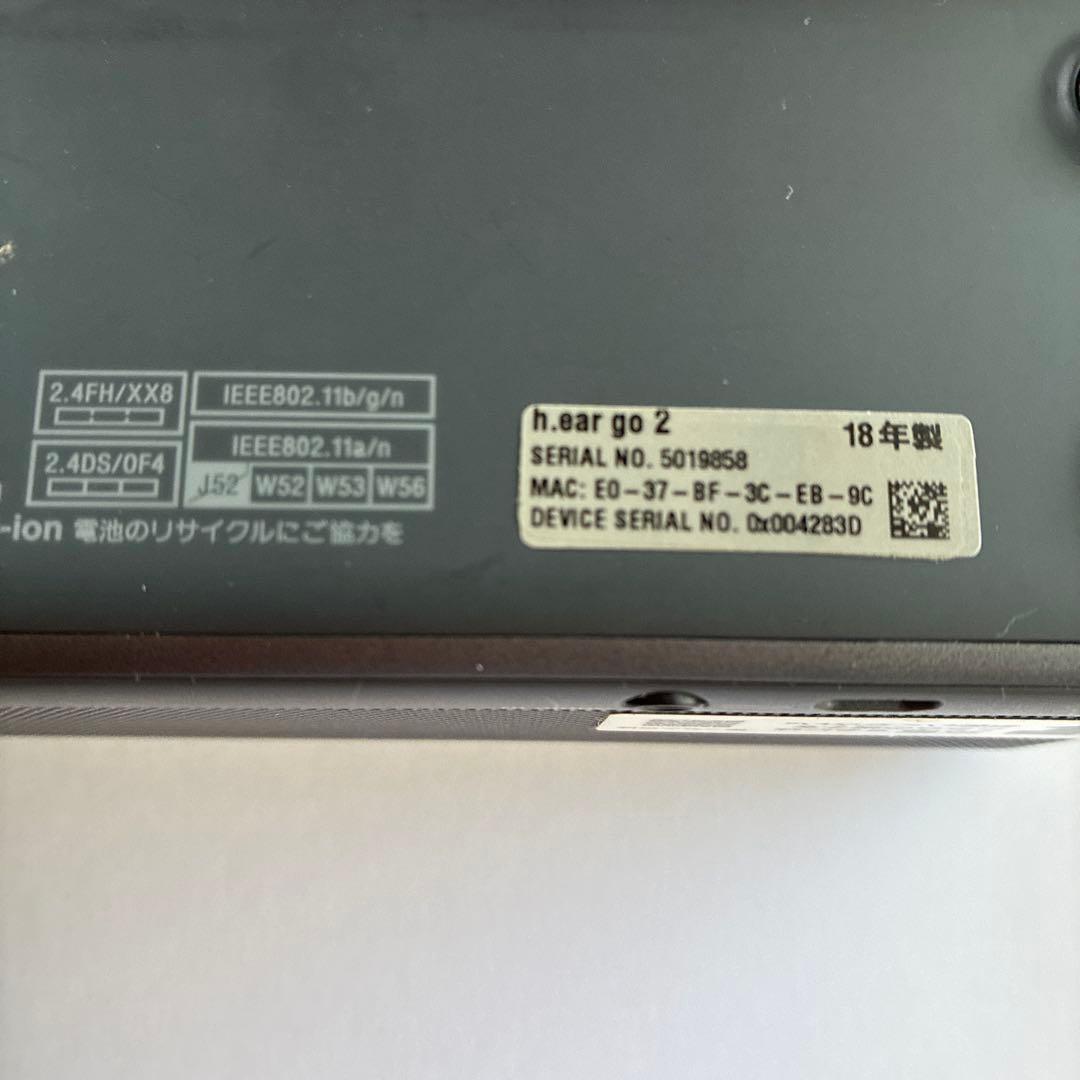 2.4FH/XX8
IEEE802.11b/g/n
2.4DS/OF4
IEEE802.11a/n
J52 W52 W53 W56
-ion 電池のリサイクルにご協力を
h.ear go 2
18年製
SERIAL NO. 5019858
MAC: E0-37-BF-3C-EB-9C
DEVICE SERIAL NO. 0x004283D